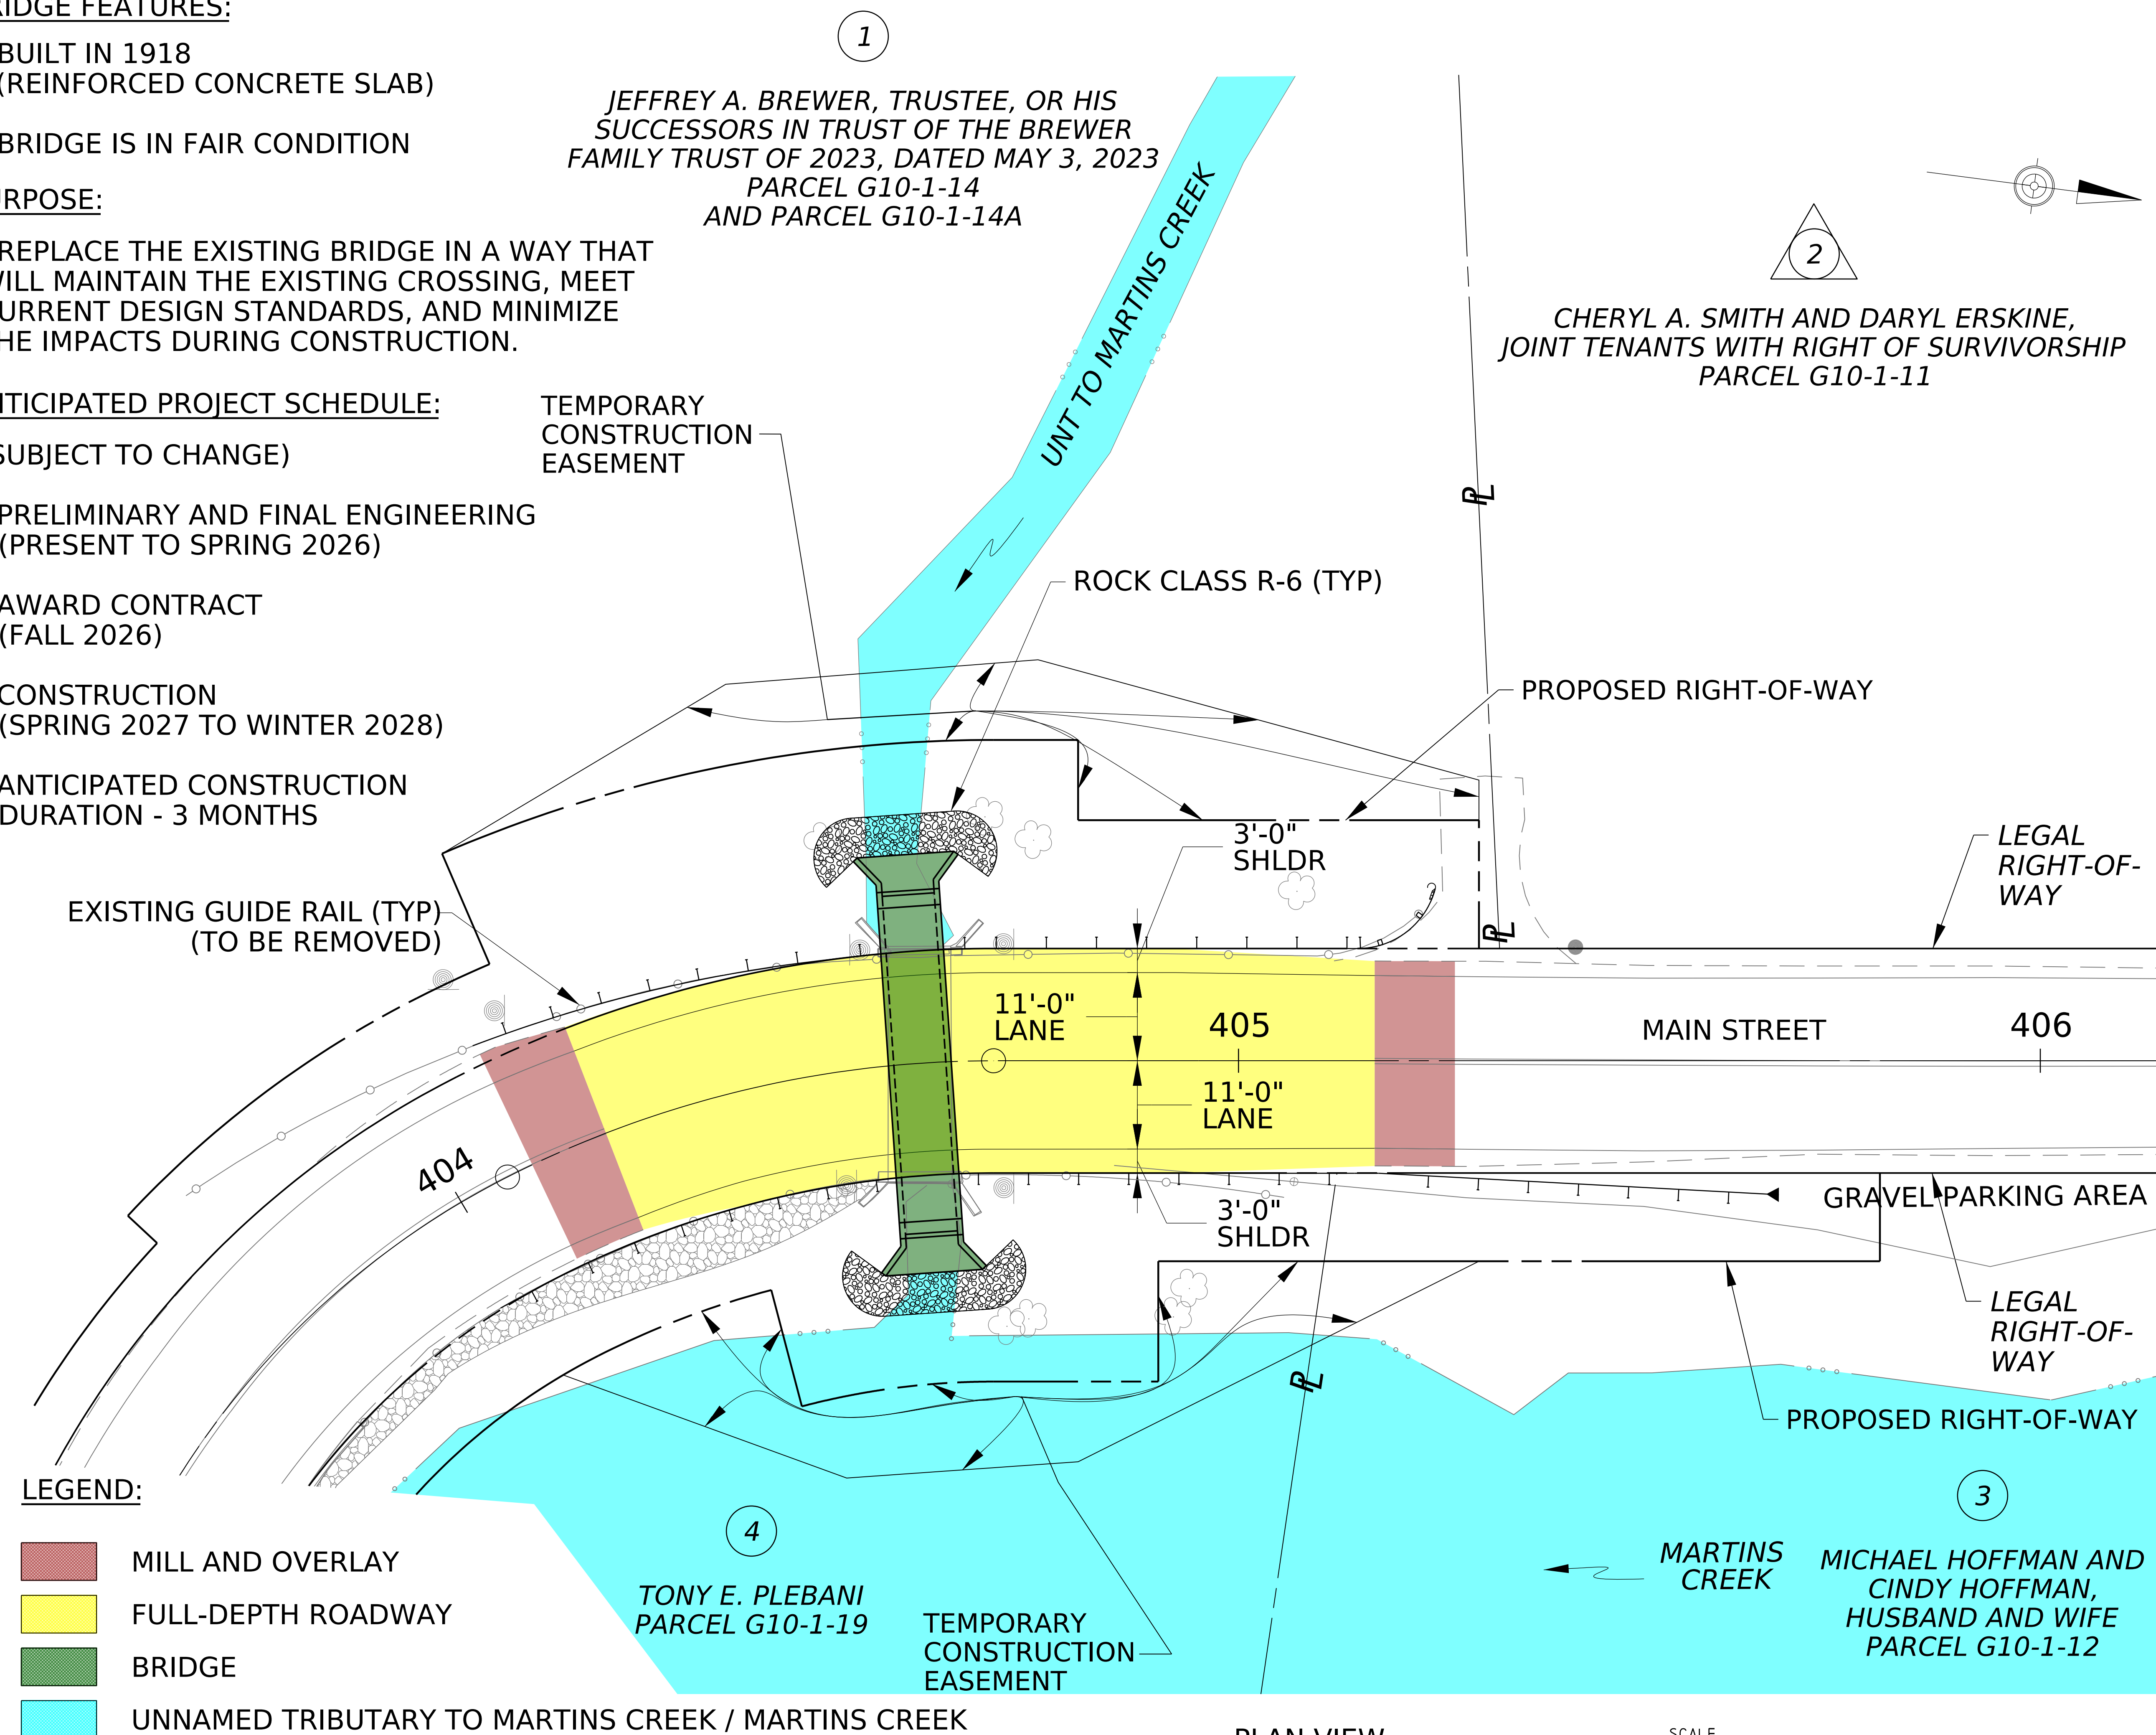 RIDGE FEATURES:
BUILT IN 1918
(REINFORCED CONCRETE SLAB)
BRIDGE IS IN FAIR CONDITION
URPOSE:
REPLACE THE EXISTING BRIDGE IN A WAY THAT
WILL MAINTAIN THE EXISTING CROSSING, MEET
URRENT DESIGN STANDARDS, AND MINIMIZE
HE IMPACTS DURING CONSTRUCTION.
NTICIPATED PROJECT SCHEDULE:
SUBJECT TO CHANGE)
PRELIMINARY AND FINAL ENGINEERING
(PRESENT TO SPRING 2026)
AWARD CONTRACT
(FALL 2026)
CONSTRUCTION
(SPRING 2027 TO WINTER 2028)
ANTICIPATED CONSTRUCTION
DURATION - 3 MONTHS
1
JEFFREY A. BREWER, TRUSTEE, OR HIS
SUCCESSORS IN TRUST OF THE BREWER
FAMILY TRUST OF 2023, DATED MAY 3, 2023
PARCEL G10-1-14
AND PARCEL G10-1-14A
UNT TO MARTINS CREEK
2
CHERYL A. SMITH AND DARYL ERSKINE,
JOINT TENANTS WITH RIGHT OF SURVIVORSHIP
PARCEL G10-1-11
TEMPORARY
CONSTRUCTION
EASEMENT
PL
ROCK CLASS R-6 (TYP)
PROPOSED RIGHT-OF-WAY
3'-0"
SHLDR
LEGAL
RIGHT-OF-
WAY
EXISTING GUIDE RAIL (TYP)
(TO BE REMOVED)
PL
11'-0"
LANE
405
MAIN STREET
406
11'-0"
LANE
404
3'-0"
SHLDR
GRAVEL PARKING AREA
LEGAL
RIGHT-OF-
WAY
PL
PROPOSED RIGHT-OF-WAY
LEGEND:
MILL AND OVERLAY
FULL-DEPTH ROADWAY
BRIDGE
UNNAMED TRIBUTARY TO MARTINS CREEK / MARTINS CREEK
4
TONY E. PLEBANI
PARCEL G10-1-19
TEMPORARY
CONSTRUCTION
EASEMENT
MARTINS
CREEK
3
MICHAEL HOFFMAN AND
CINDY HOFFMAN,
HUSBAND AND WIFE
PARCEL G10-1-12
PLAN VIEW
SCALE